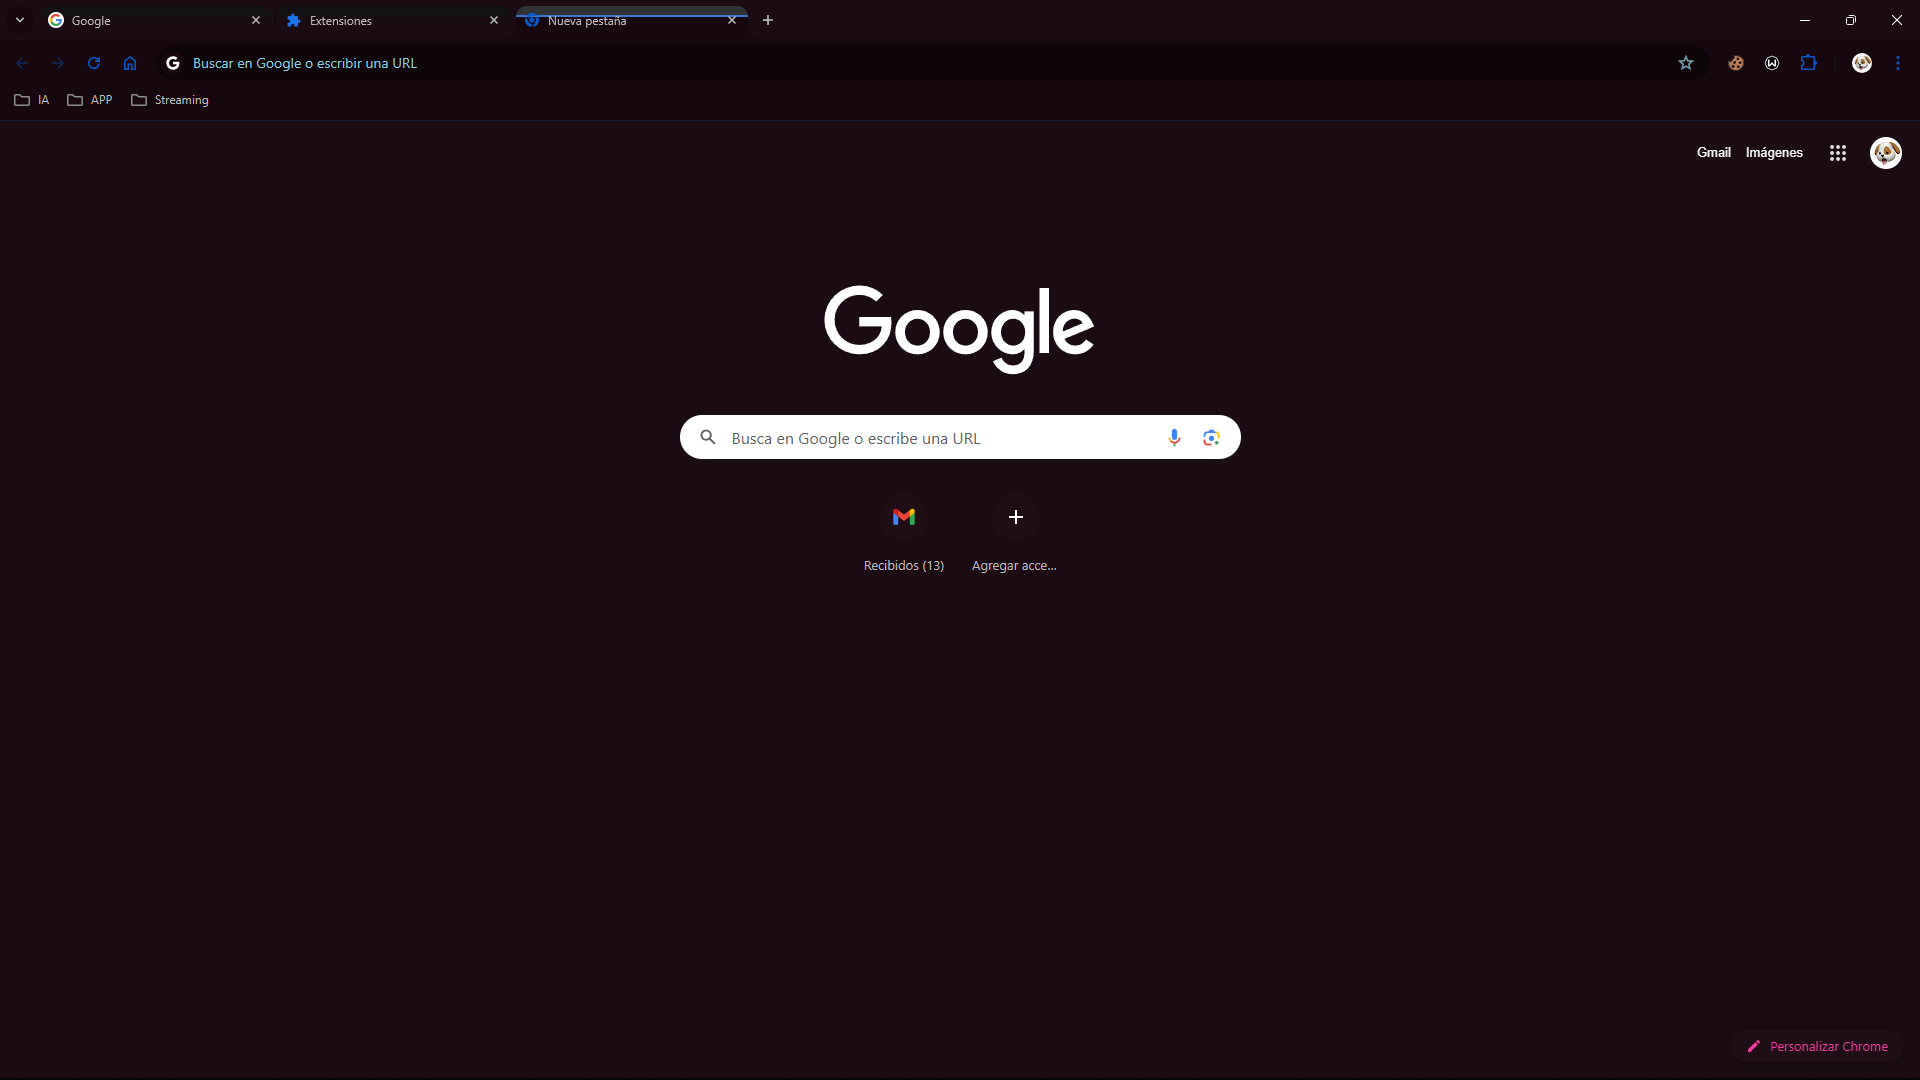 Google
Extensiones
Nueva pestaña
Buscar en Google o escribir una URL
IA
APP
Streaming
Gmail
Imágenes
Google
Busca en Google o escribe una URL
Recibidos (13)
Agregar acce...
Personalizar Chrome